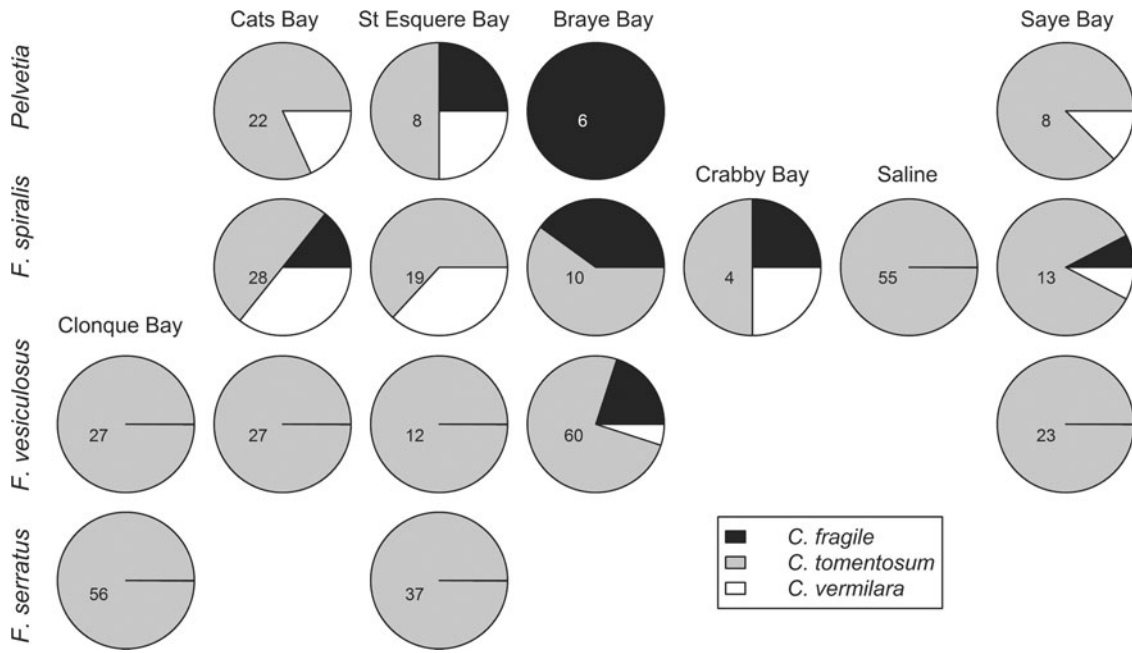 Cats Bay St Esquere Bay Braye Bay Saye Bay
Pelvetia
22 8 6 8
Crabby Bay Saline
F. spiralis
28 19 10 4 55 13
Clonque Bay
F. vesiculosus
27 27 12 60 23
F. serratus
56 37
C. fragile
C. tomentosum
C. vermilara